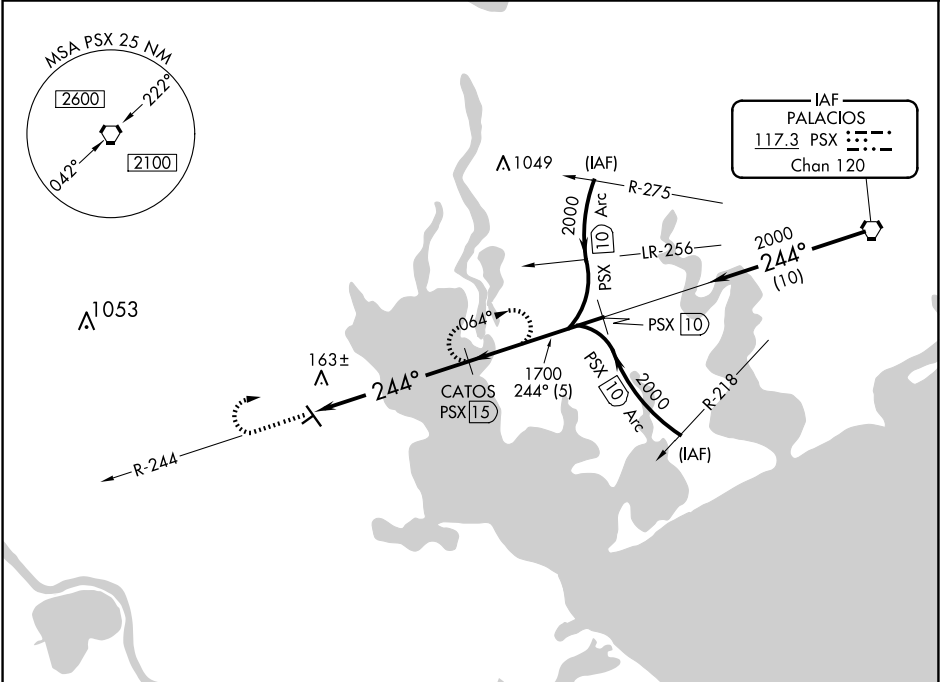 MSA PSX 25 NM
2600
222°
042°
2100
IAF
PALACIOS
117.3 PSX
Chan 120
1049
(IAF)
R-275
2000
PSX 10 Arc
LR-256
2000
244°
(10)
1053
064°
PSX 10
163±
244°
CATOS
PSX 15
1700
244° (5)
PSX 10 Arc
2000
R-218
(IAF)
R-244